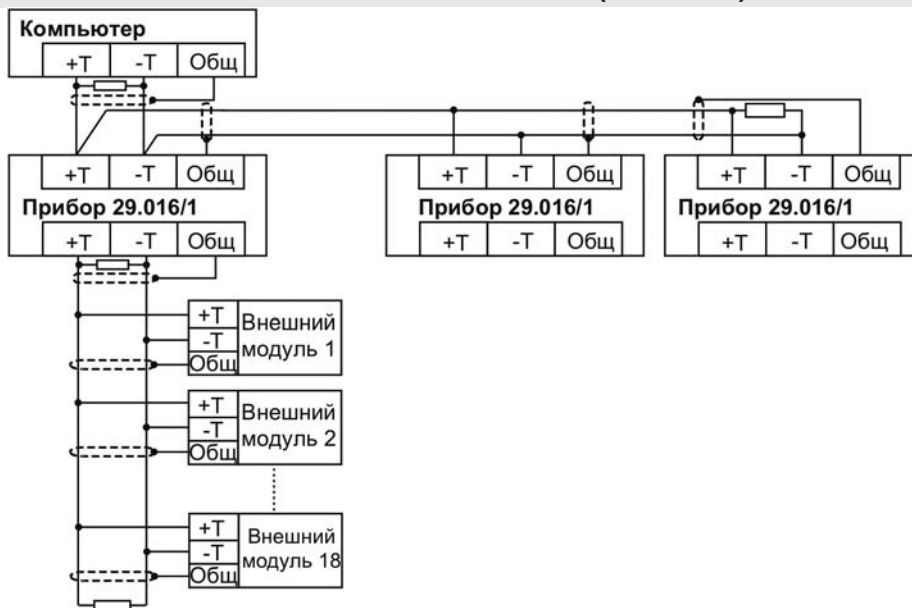 Компьютер
+Т -Т Общ
+Т -Т Общ
Прибор 29.016/1
+Т -Т Общ
+Т -Т Общ
Прибор 29.016/1
+Т -Т Общ
+Т -Т Общ
Прибор 29.016/1
+Т -Т Общ
+Т
-Т
Общ
Внешний
модуль 1
+Т
-Т
Общ
Внешний
модуль 2
+Т
-Т
Общ
Внешний
модуль 18